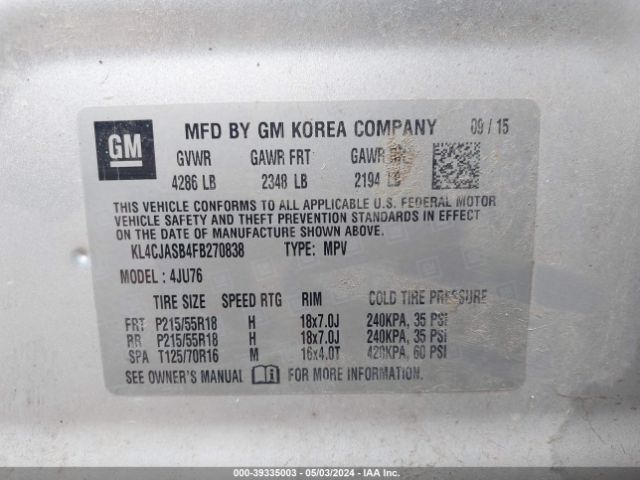 GM
MFD BY GM KOREA COMPANY 09 / 15
GVWR GAWR FRT GAWR
4286 LB 2348 LB 2194 LB
THIS VEHICLE CONFORMS TO ALL APPLICABLE U.S. FEDERAL MOTOR
VEHICLE SAFETY AND THEFT PREVENTION STANDARDS IN EFFECT
ON THE DATE OF MANUFACTURE SHOWN ABOVE.
KL4CJASB4FB270838 TYPE: MPV
MODEL: 4JU76
TIRE SIZE SPEED RTG RIM COLD TIRE PRESSURE
FRT P215/55R18 H 18x7.0J 240KPA, 35 PSI
RR P215/55R18 H 18x7.0J 240KPA, 35 PSI
SPA T125/70R16 M 16x4.0T 420KPA, 60 PSI
SEE OWNER'S MANUAL FOR MORE INFORMATION.
000-39335003 - 05/03/2024 - IAA Inc.